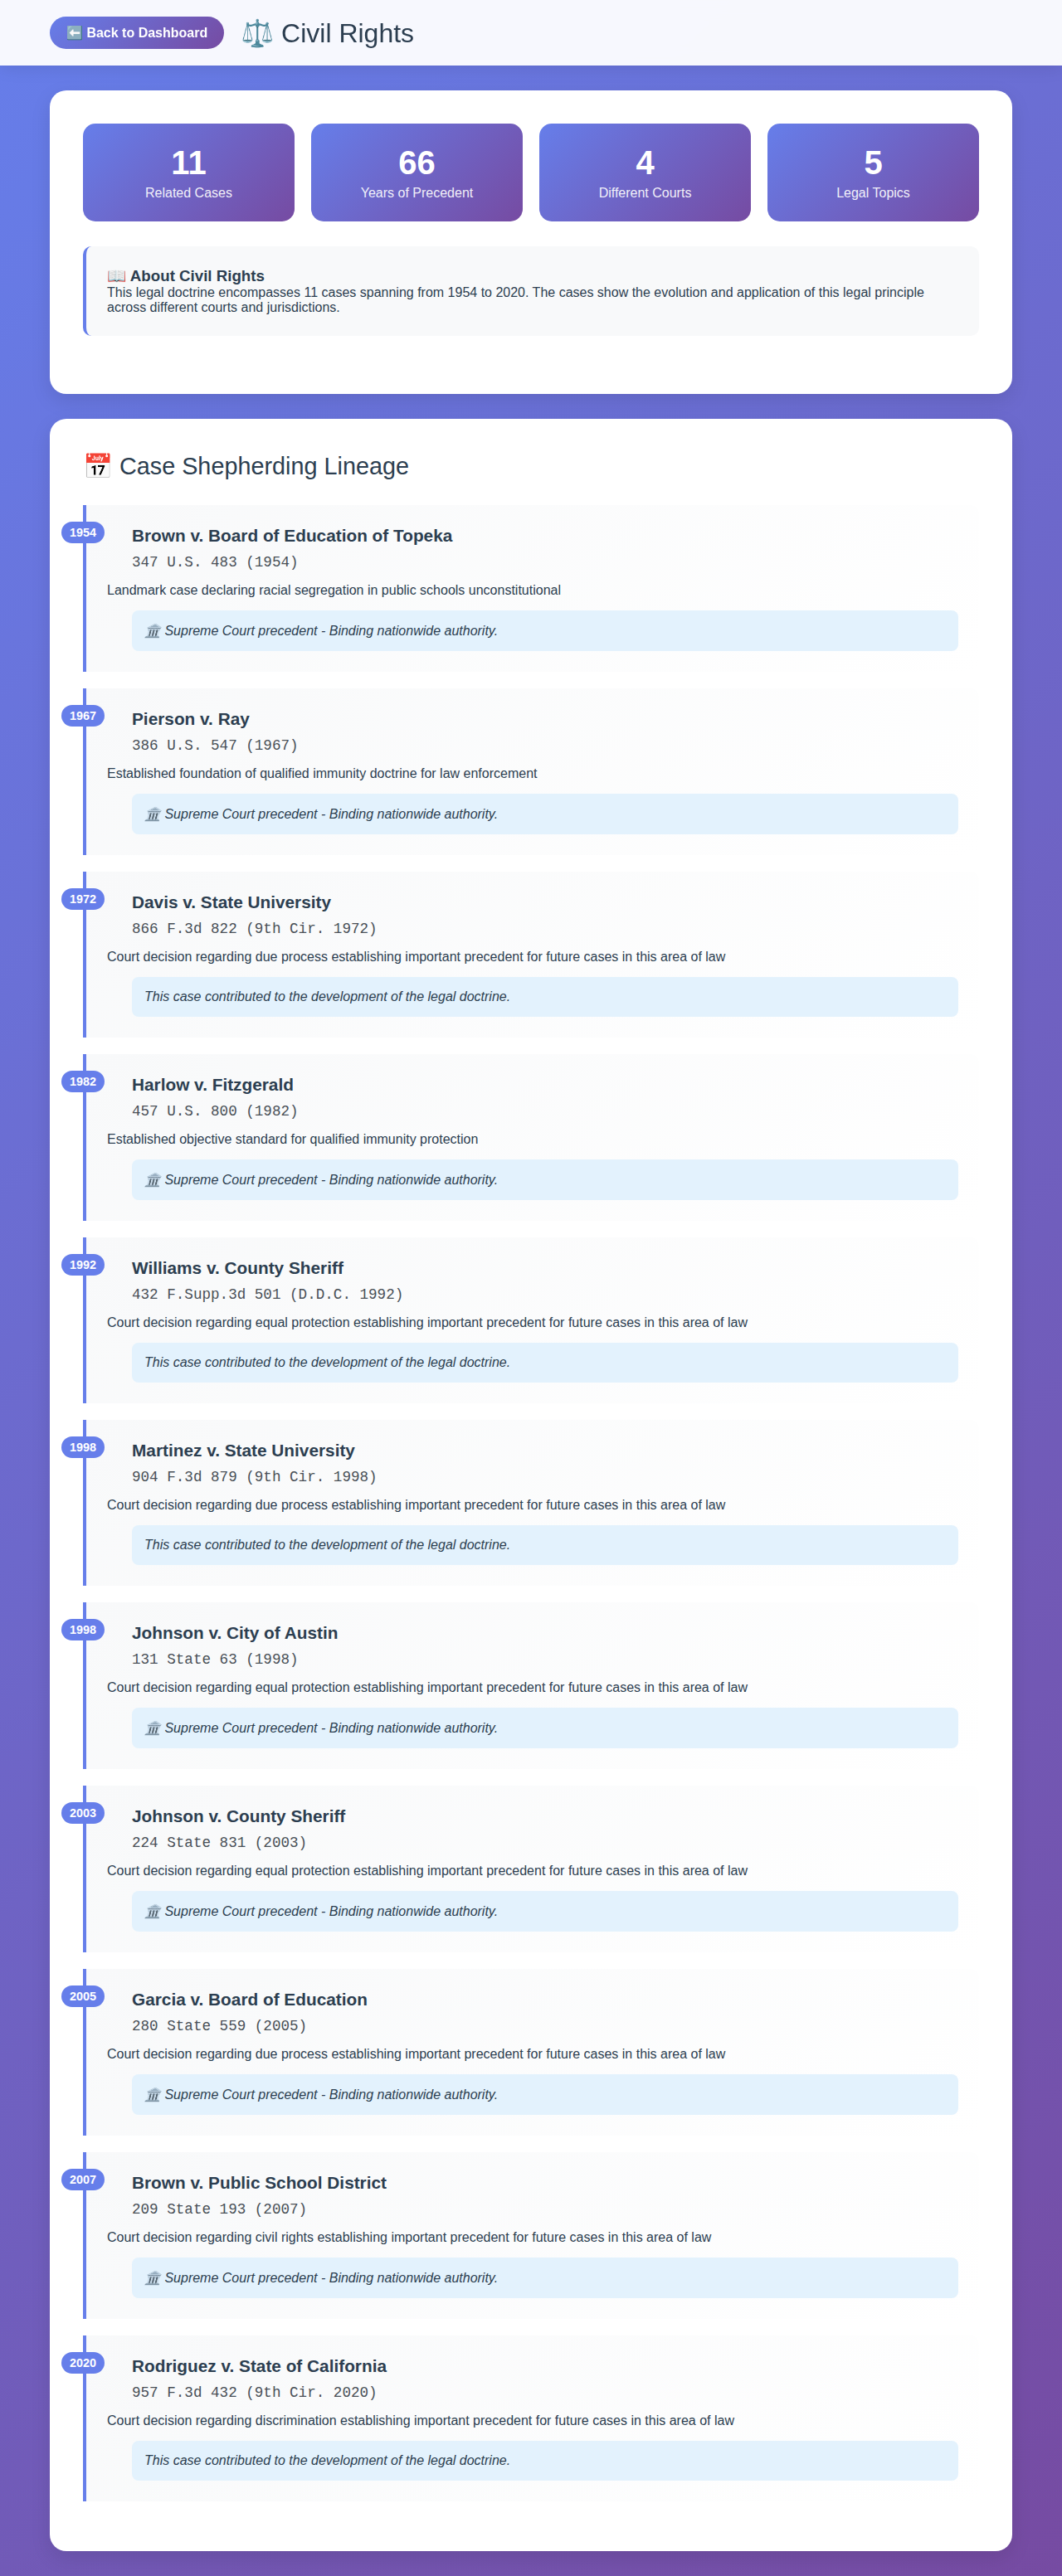 ⬅️ Back to Dashboard
⚖️ Civil Rights
11
Related Cases
66
Years of Precedent
4
Different Courts
5
Legal Topics
📖 About Civil Rights
This legal doctrine encompasses 11 cases spanning from 1954 to 2020. The cases show the evolution and application of this legal principle
across different courts and jurisdictions.
📅 Case Shepherding Lineage
1954
Brown v. Board of Education of Topeka
347 U.S. 483 (1954)
Landmark case declaring racial segregation in public schools unconstitutional
🏛️ Supreme Court precedent - Binding nationwide authority.
1967
Pierson v. Ray
386 U.S. 547 (1967)
Established foundation of qualified immunity doctrine for law enforcement
🏛️ Supreme Court precedent - Binding nationwide authority.
1972
Davis v. State University
866 F.3d 822 (9th Cir. 1972)
Court decision regarding due process establishing important precedent for future cases in this area of law
This case contributed to the development of the legal doctrine.
1982
Harlow v. Fitzgerald
457 U.S. 800 (1982)
Established objective standard for qualified immunity protection
🏛️ Supreme Court precedent - Binding nationwide authority.
1992
Williams v. County Sheriff
432 F.Supp.3d 501 (D.D.C. 1992)
Court decision regarding equal protection establishing important precedent for future cases in this area of law
This case contributed to the development of the legal doctrine.
1998
Martinez v. State University
904 F.3d 879 (9th Cir. 1998)
Court decision regarding due process establishing important precedent for future cases in this area of law
This case contributed to the development of the legal doctrine.
1998
Johnson v. City of Austin
131 State 63 (1998)
Court decision regarding equal protection establishing important precedent for future cases in this area of law
🏛️ Supreme Court precedent - Binding nationwide authority.
2003
Johnson v. County Sheriff
224 State 831 (2003)
Court decision regarding equal protection establishing important precedent for future cases in this area of law
🏛️ Supreme Court precedent - Binding nationwide authority.
2005
Garcia v. Board of Education
280 State 559 (2005)
Court decision regarding due process establishing important precedent for future cases in this area of law
🏛️ Supreme Court precedent - Binding nationwide authority.
2007
Brown v. Public School District
209 State 193 (2007)
Court decision regarding civil rights establishing important precedent for future cases in this area of law
🏛️ Supreme Court precedent - Binding nationwide authority.
2020
Rodriguez v. State of California
957 F.3d 432 (9th Cir. 2020)
Court decision regarding discrimination establishing important precedent for future cases in this area of law
This case contributed to the development of the legal doctrine.